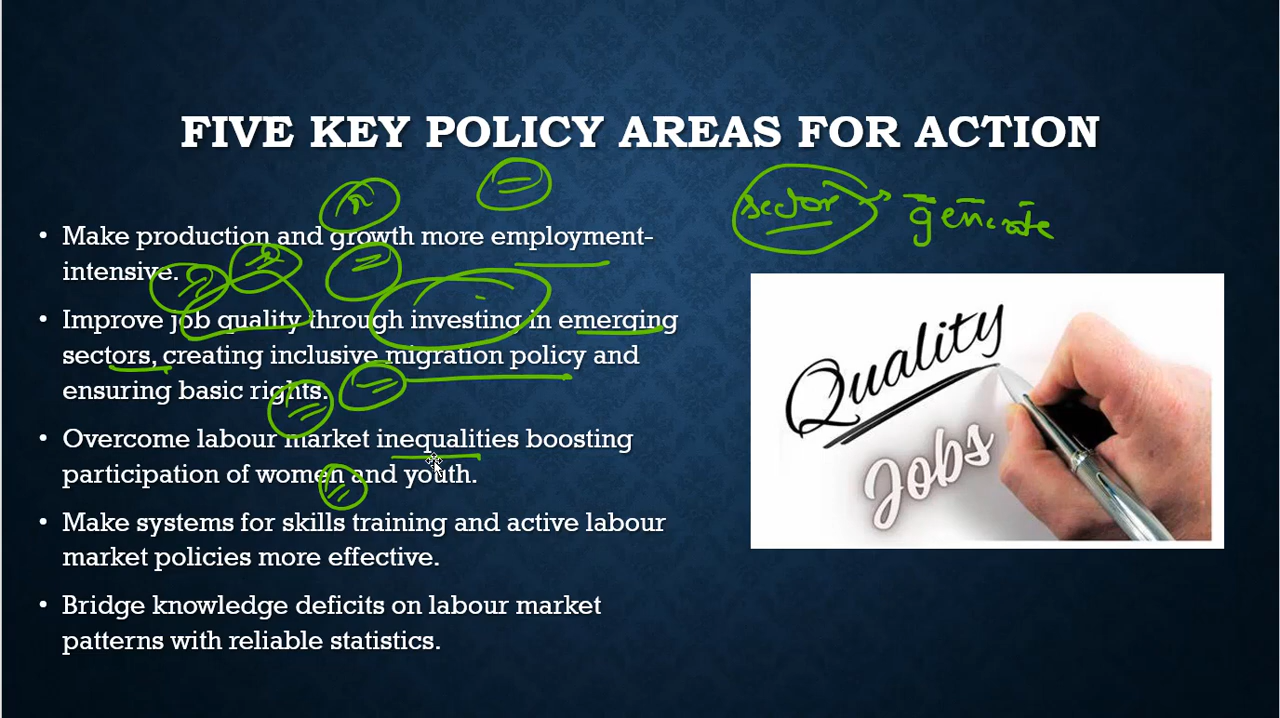 FIVE KEY POLICY AREAS FOR ACTION
sector → generate
• Make production and growth more employment-
intensive.
• Improve job quality through investing in emerging
sectors, creating inclusive migration policy and
ensuring basic rights.
• Overcome labour market inequalities boosting
participation of women and youth.
• Make systems for skills training and active labour
market policies more effective.
• Bridge knowledge deficits on labour market
patterns with reliable statistics.
Quality
Jobs